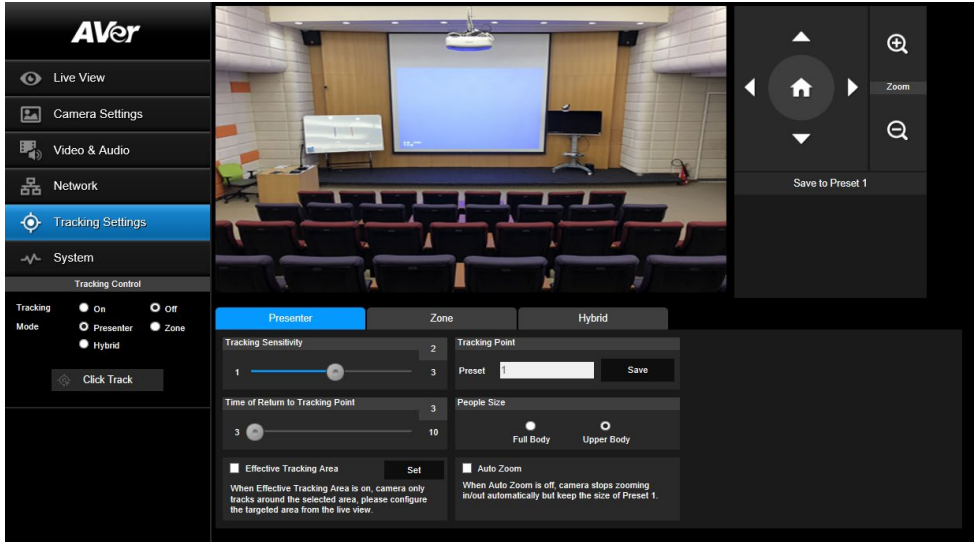 AVer
Live View
Camera Settings
Video & Audio
Network
Tracking Settings
System
Tracking Control
Tracking On Off
Mode Presenter Zone
Hybrid
Click Track
Zoom
Save to Preset 1
Presenter Zone Hybrid
Tracking Sensitivity 2
1 3
Tracking Point
Preset 1 Save
Time of Return to Tracking Point 3
3 10
People Size
Full Body Upper Body
Effective Tracking Area Set
When Effective Tracking Area is on, camera only
tracks around the selected area, please configure
the targeted area from the live view.
Auto Zoom
When Auto Zoom is off, camera stops zooming
in/out automatically but keep the size of Preset 1.